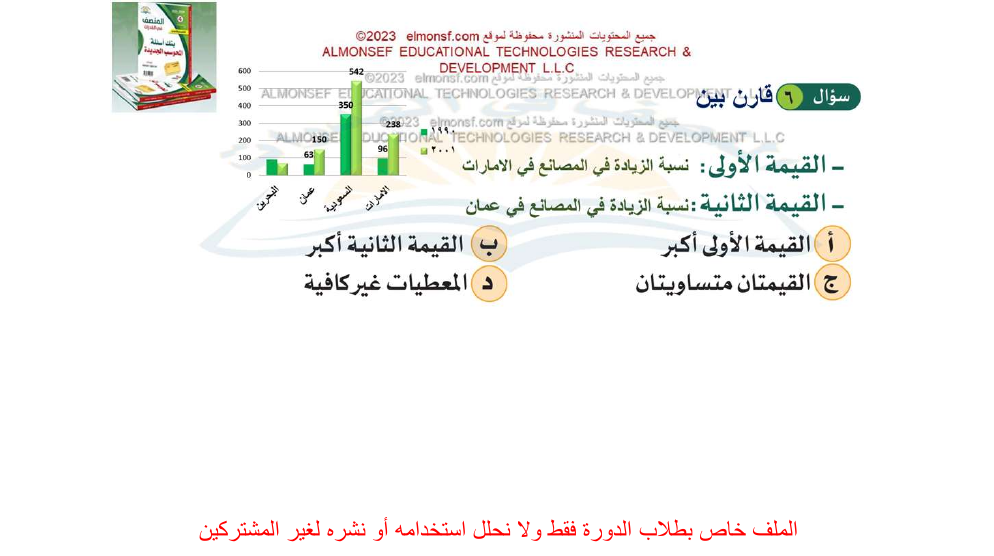 المنصف
بنك أسئلة
المحوسب الجديدة
جميع المحتويات المنشورة محفوظة لموقع elmonsf.com ©2023
ALMONSEF EDUCATIONAL TECHNOLOGIES RESEARCH &
DEVELOPMENT L.L.C
جميع المحتويات المنشورة محفوظة لموقع elmonsf.com ©2023
ALMONSEF EDUCATIONAL TECHNOLOGIES RESEARCH & DEVELOPMENT L.L.C
جميع المحتويات المنشورة محفوظة لموقع elmonsf.com ©2023
ALMONSEF EDUCATIONAL TECHNOLOGIES RESEARCH & DEVELOPMENT L.L.C
سؤال ٦ قارن بين
600
500
400
300
200
100
0
63 150
350 542
96 238
البحرين
عمان
السعودية
الامارات
١٩٩٠
٢٠٠١
- القيمة الأولى: نسبة الزيادة في المصانع في الامارات
- القيمة الثانية: نسبة الزيادة في المصانع في عمان
أ القيمة الأولى أكبر
ب القيمة الثانية أكبر
ج القيمتان متساويتان
د المعطيات غير كافية
الملف خاص بطلاب الدورة فقط ولا نحلل استخدامه أو نشره لغير المشتركين